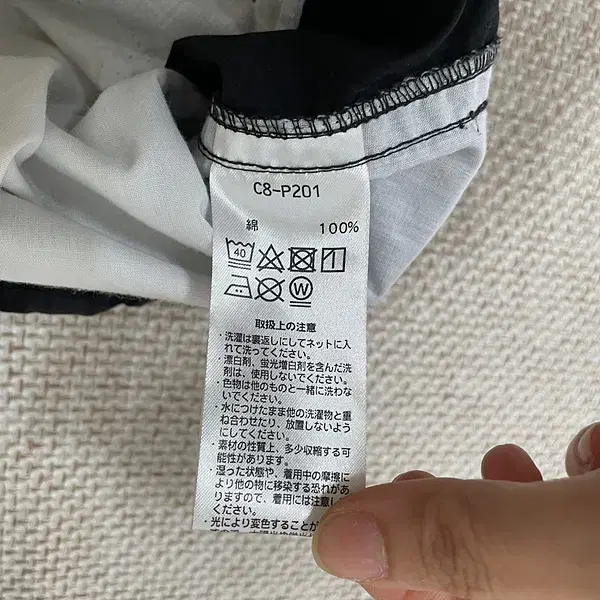 C8-P201
綿 100%
40
W
取扱上の注意
・洗濯は裏返しにしてネットに入
れて洗ってください。
・漂白剤、蛍光増白剤を含んだ洗
剤は、使用しないでください。
・色物は他のものと一緒に洗わな
いでください。
・水につけたまま他の洗濯物と重
ね合わせたり、放置しないよう
にしてください。
・素材の性質上、多少収縮する可
能性があります。
・湿った状態や、着用中の摩擦に
より他の物に移染する恐れがあ
りますので、着用には注意し
ください。
・光により変色することが